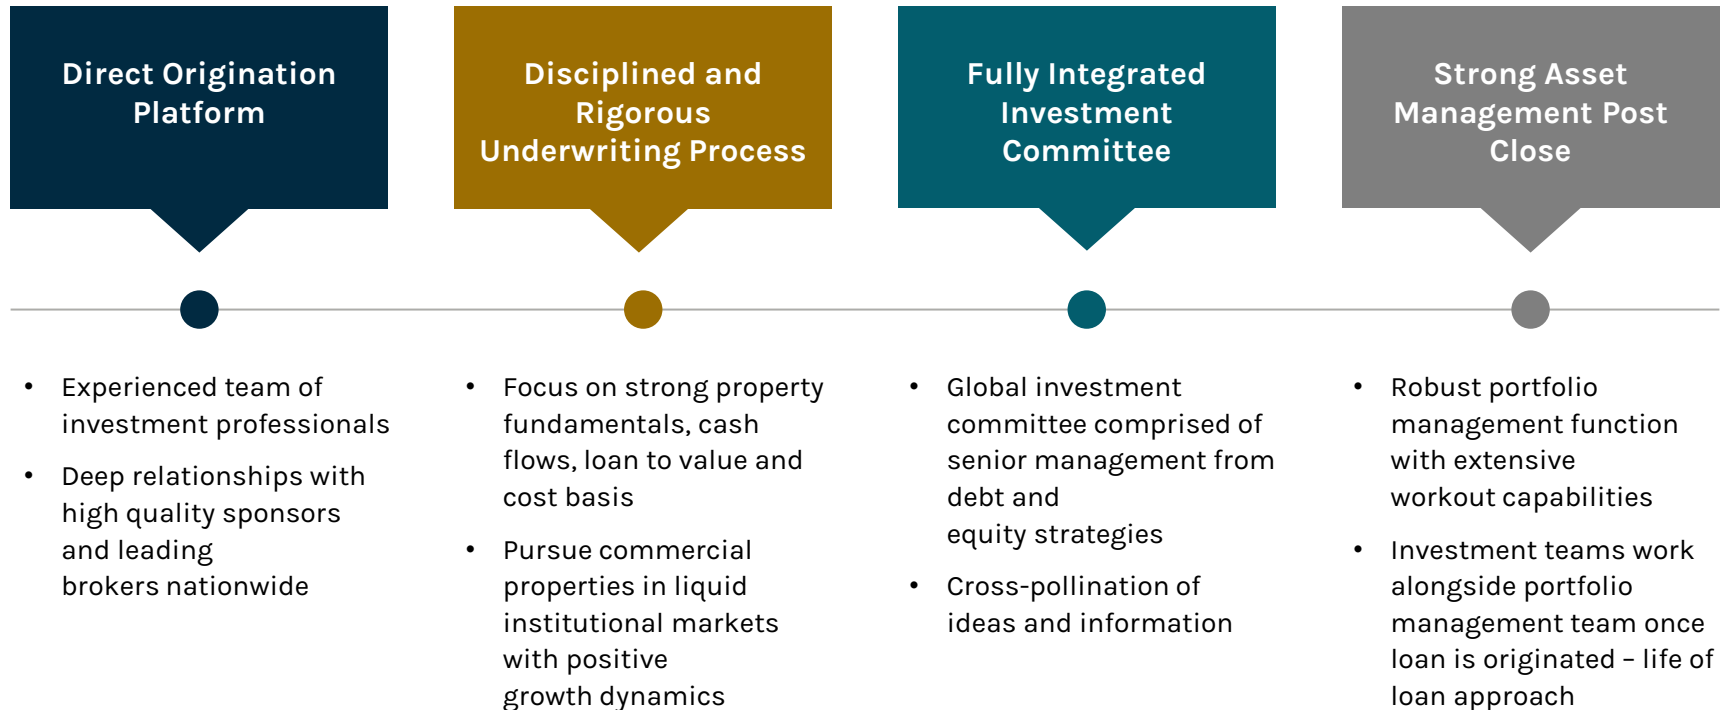 Direct Origination
Platform
Disciplined and
Rigorous
Underwriting Process
Fully Integrated
Investment
Committee
Strong Asset
Management Post
Close
• Experienced team of
investment professionals
• Deep relationships with
high quality sponsors
and leading
brokers nationwide
• Focus on strong property
fundamentals, cash
flows, loan to value and
cost basis
• Pursue commercial
properties in liquid
institutional markets
with positive
growth dynamics
• Global investment
committee comprised of
senior management from
debt and
equity strategies
• Cross-pollination of
ideas and information
• Robust portfolio
management function
with extensive
workout capabilities
• Investment teams work
alongside portfolio
management team once
loan is originated – life of
loan approach